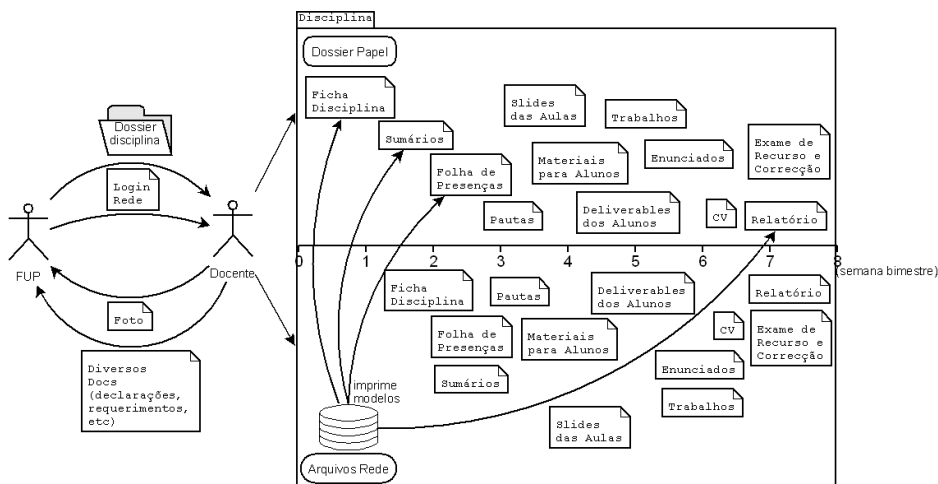 Disciplina
Dossier Papel
Ficha
Disciplina
Slides
das Aulas
Trabalhos
Dossier
disciplina
Sumários
Exame de
Recurso e
Correcção
Folha de
Presenças
Materiais
para Alunos
Enunciados
Login
Rede
Pautas
Deliverables
dos Alunos
CV
Relatório
FUP
Docente
0 1 2 3 4 5 6 7 8
(semana bimestre)
Ficha
Disciplina
Pautas
Deliverables
dos Alunos
Relatório
Foto
Folha de
Presenças
Materiais
para Alunos
CV
Exame de
Recurso e
Correcção
Diversos
Docs
(declarações,
requerimentos,
etc)
Sumários
Enunciados
imprime
modelos
Trabalhos
Slides
das Aulas
Arquivos Rede